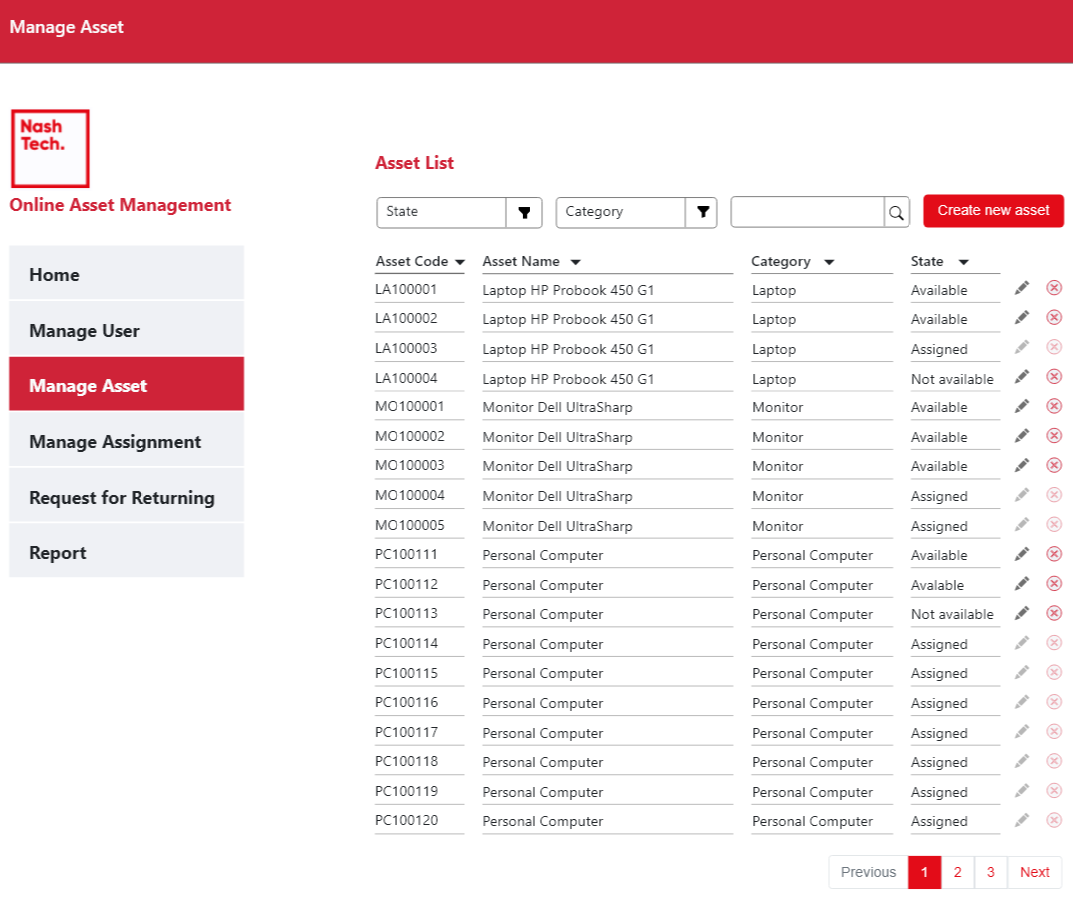 Manage Asset
Nash
Tech.
Online Asset Management
Home
Manage User
Manage Asset
Manage Assignment
Request for Returning
Report
Asset List
State Category Create new asset
Asset Code Asset Name Category State
LA100001 Laptop HP Probook 450 G1 Laptop Available
LA100002 Laptop HP Probook 450 G1 Laptop Available
LA100003 Laptop HP Probook 450 G1 Laptop Assigned
LA100004 Laptop HP Probook 450 G1 Laptop Not available
MO100001 Monitor Dell UltraSharp Monitor Available
MO100002 Monitor Dell UltraSharp Monitor Available
MO100003 Monitor Dell UltraSharp Monitor Available
MO100004 Monitor Dell UltraSharp Monitor Assigned
MO100005 Monitor Dell UltraSharp Monitor Assigned
PC100111 Personal Computer Personal Computer Available
PC100112 Personal Computer Personal Computer Avalable
PC100113 Personal Computer Personal Computer Not available
PC100114 Personal Computer Personal Computer Assigned
PC100115 Personal Computer Personal Computer Assigned
PC100116 Personal Computer Personal Computer Assigned
PC100117 Personal Computer Personal Computer Assigned
PC100118 Personal Computer Personal Computer Assigned
PC100119 Personal Computer Personal Computer Assigned
PC100120 Personal Computer Personal Computer Assigned
Previous 1 2 3 Next